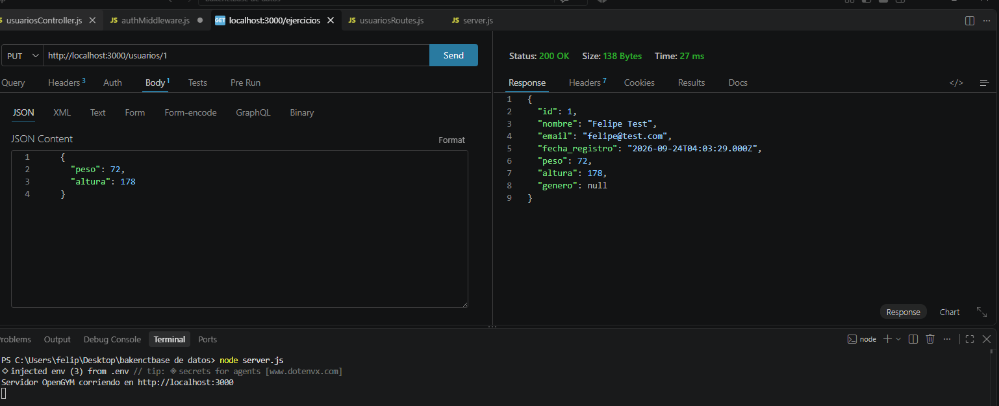 usuariosController.js
JS authMiddleware.js
GET localhost:3000/ejercicios
JS usuariosRoutes.js
JS server.js
PUT http://localhost:3000/usuarios/1 Send
Query Headers 3 Auth Body 1 Tests Pre Run
JSON XML Text Form Form-encode GraphQL Binary
JSON Content
Format
1 {
2 "peso": 72,
3 "altura": 178
4 }
Status: 200 OK Size: 138 Bytes Time: 27 ms
Response Headers 7 Cookies Results Docs </>
1 {
2 "id": 1,
3 "nombre": "Felipe Test",
4 "email": "felipe@test.com",
5 "fecha_registro": "2026-09-24T04:03:29.000Z",
6 "peso": 72,
7 "altura": 178,
8 "genero": null
9 }
Response Chart
Output Debug Console Terminal Ports
node
PS C:\Users\felip\Desktop\bakenctbase de datos> node server.js
injected env (3) from .env // tip: ◈ secrets for agents [www.dotenvx.com]
Servidor OpenGYM corriendo en http://localhost:3000